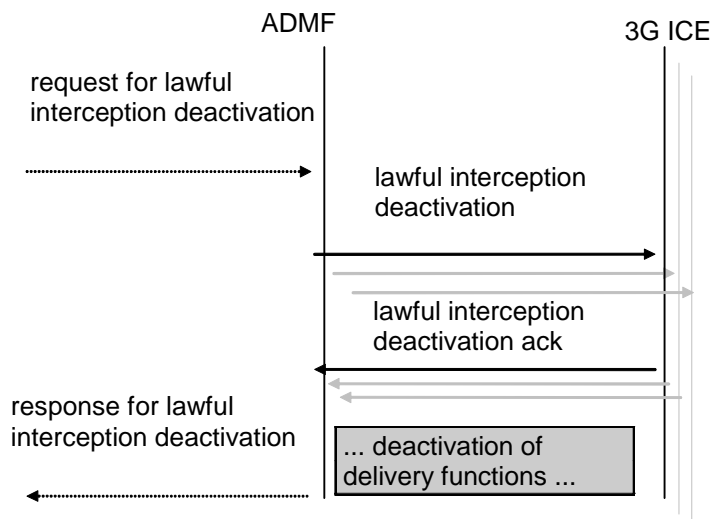 ADMF
3G ICE
request for lawful
interception deactivation
lawful interception
deactivation
lawful interception
deactivation ack
response for lawful
interception deactivation
... deactivation of
delivery functions ...